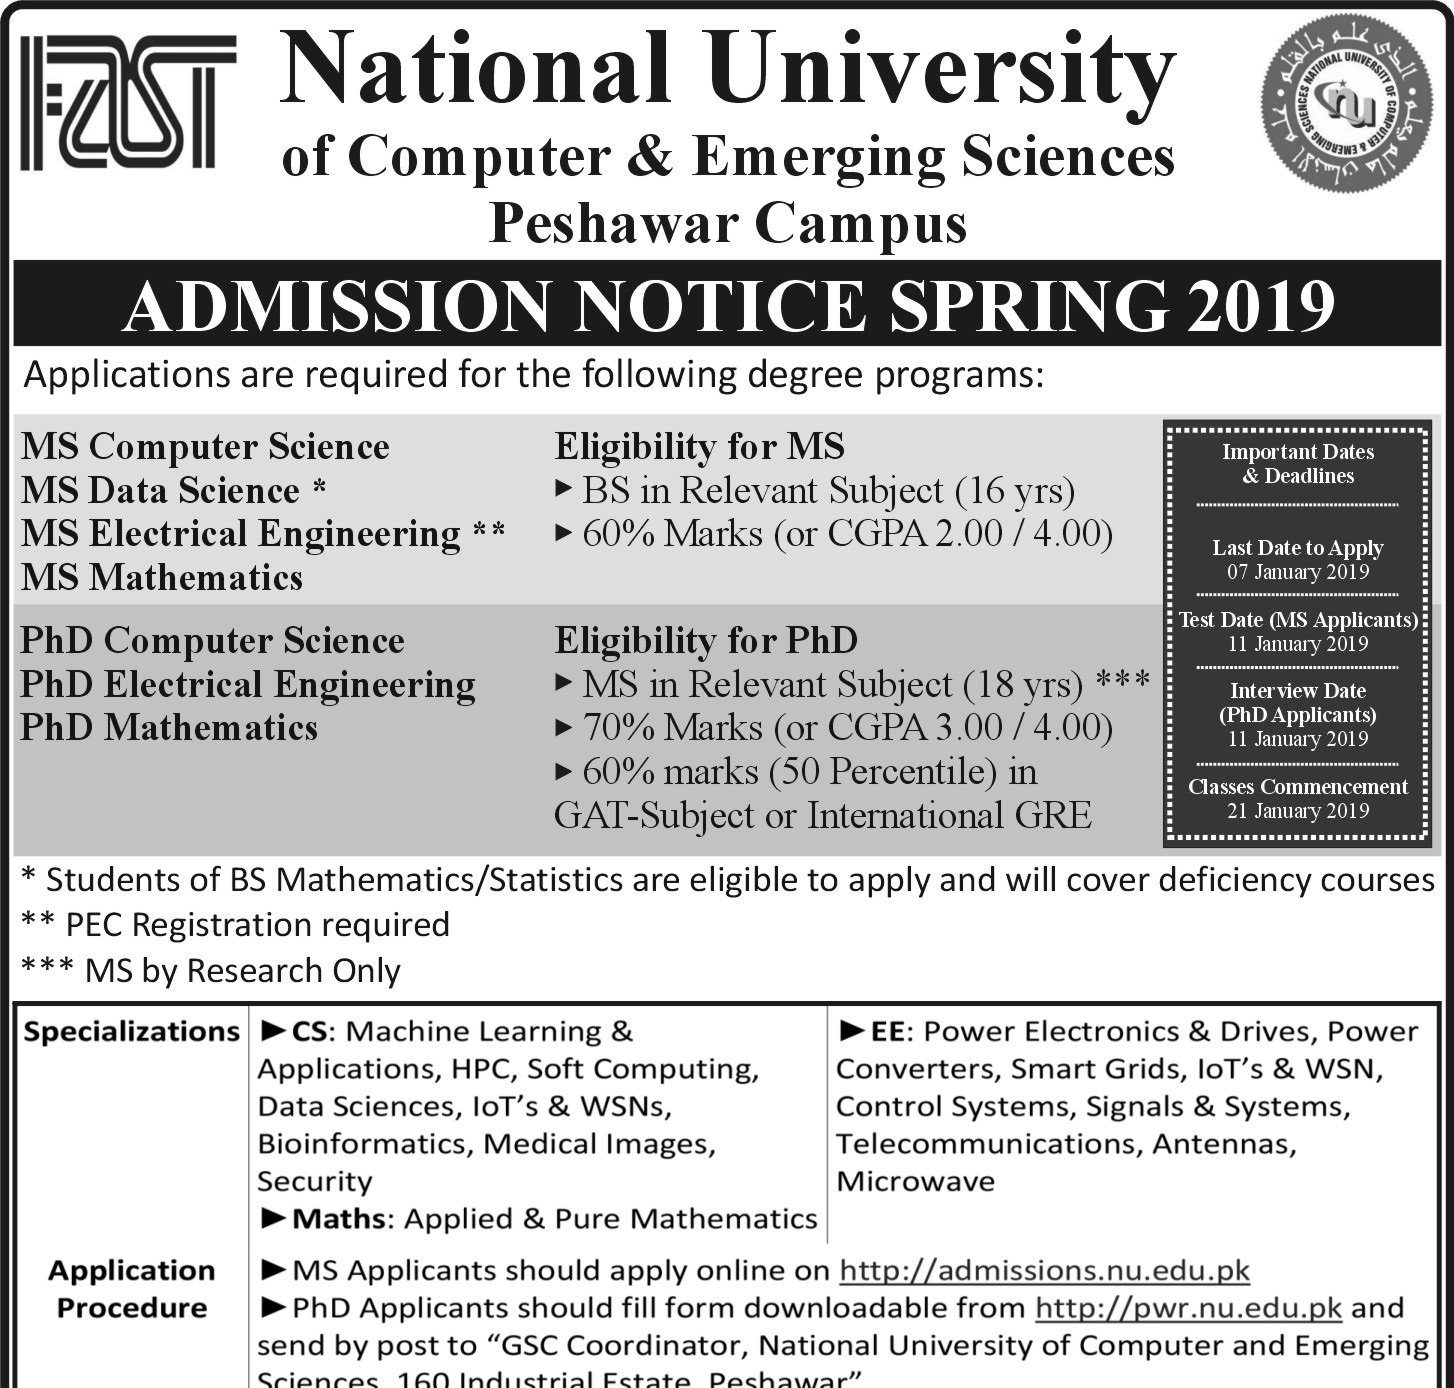 FAST
National University
of Computer & Emerging Sciences
Peshawar Campus
NATIONAL UNIVERSITY OF COMPUTER & EMERGING SCIENCES
nu
ADMISSION NOTICE SPRING 2019
Applications are required for the following degree programs:
MS Computer Science
MS Data Science *
MS Electrical Engineering **
MS Mathematics
Eligibility for MS
▸ BS in Relevant Subject (16 yrs)
▸ 60% Marks (or CGPA 2.00 / 4.00)
PhD Computer Science
PhD Electrical Engineering
PhD Mathematics
Eligibility for PhD
▸ MS in Relevant Subject (18 yrs) ***
▸ 70% Marks (or CGPA 3.00 / 4.00)
▸ 60% marks (50 Percentile) in
GAT-Subject or International GRE
Important Dates
& Deadlines
Last Date to Apply
07 January 2019
Test Date (MS Applicants)
11 January 2019
Interview Date
(PhD Applicants)
11 January 2019
Classes Commencement
21 January 2019
* Students of BS Mathematics/Statistics are eligible to apply and will cover deficiency courses
** PEC Registration required
*** MS by Research Only
Specializations
►CS: Machine Learning &
Applications, HPC, Soft Computing,
Data Sciences, IoT's & WSNs,
Bioinformatics, Medical Images,
Security
►Maths: Applied & Pure Mathematics
►EE: Power Electronics & Drives, Power
Converters, Smart Grids, IoT's & WSN,
Control Systems, Signals & Systems,
Telecommunications, Antennas,
Microwave
Application
Procedure
►MS Applicants should apply online on http://admissions.nu.edu.pk
►PhD Applicants should fill form downloadable from http://pwr.nu.edu.pk and
send by post to “GSC Coordinator, National University of Computer and Emerging
Sciences, 160 Industrial Estate, Peshawar”